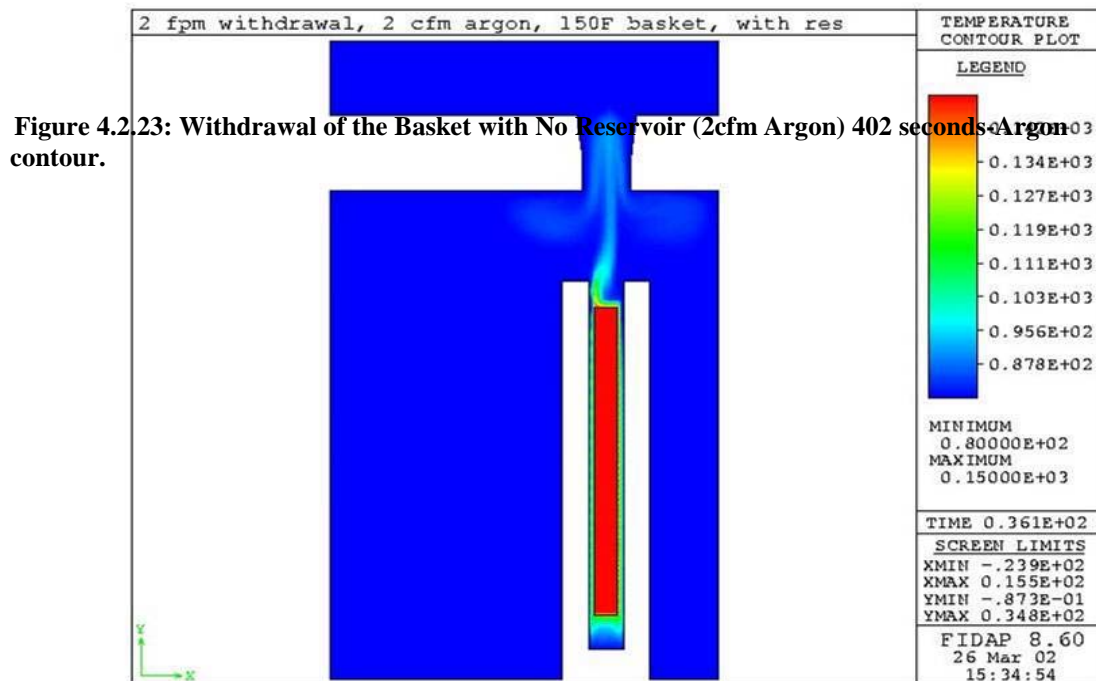 2 fpm withdrawal, 2 cfm argon, 150F basket, with res
TEMPERATURE
CONTOUR PLOT
LEGEND
Figure 4.2.23: Withdrawal of the Basket with No Reservoir (2cfm Argon) 402 seconds-Argon
contour.
0.134E+03
0.127E+03
0.119E+03
0.111E+03
0.103E+03
0.956E+02
0.878E+02
MINIMUM
0.80000E+02
MAXIMUM
0.15000E+03
TIME 0.361E+02
SCREEN LIMITS
XMIN -.239E+02
XMAX 0.155E+02
YMIN -.873E-01
YMAX 0.348E+02
FIDAP 8.60
26 Mar 02
15:34:54
Y
X